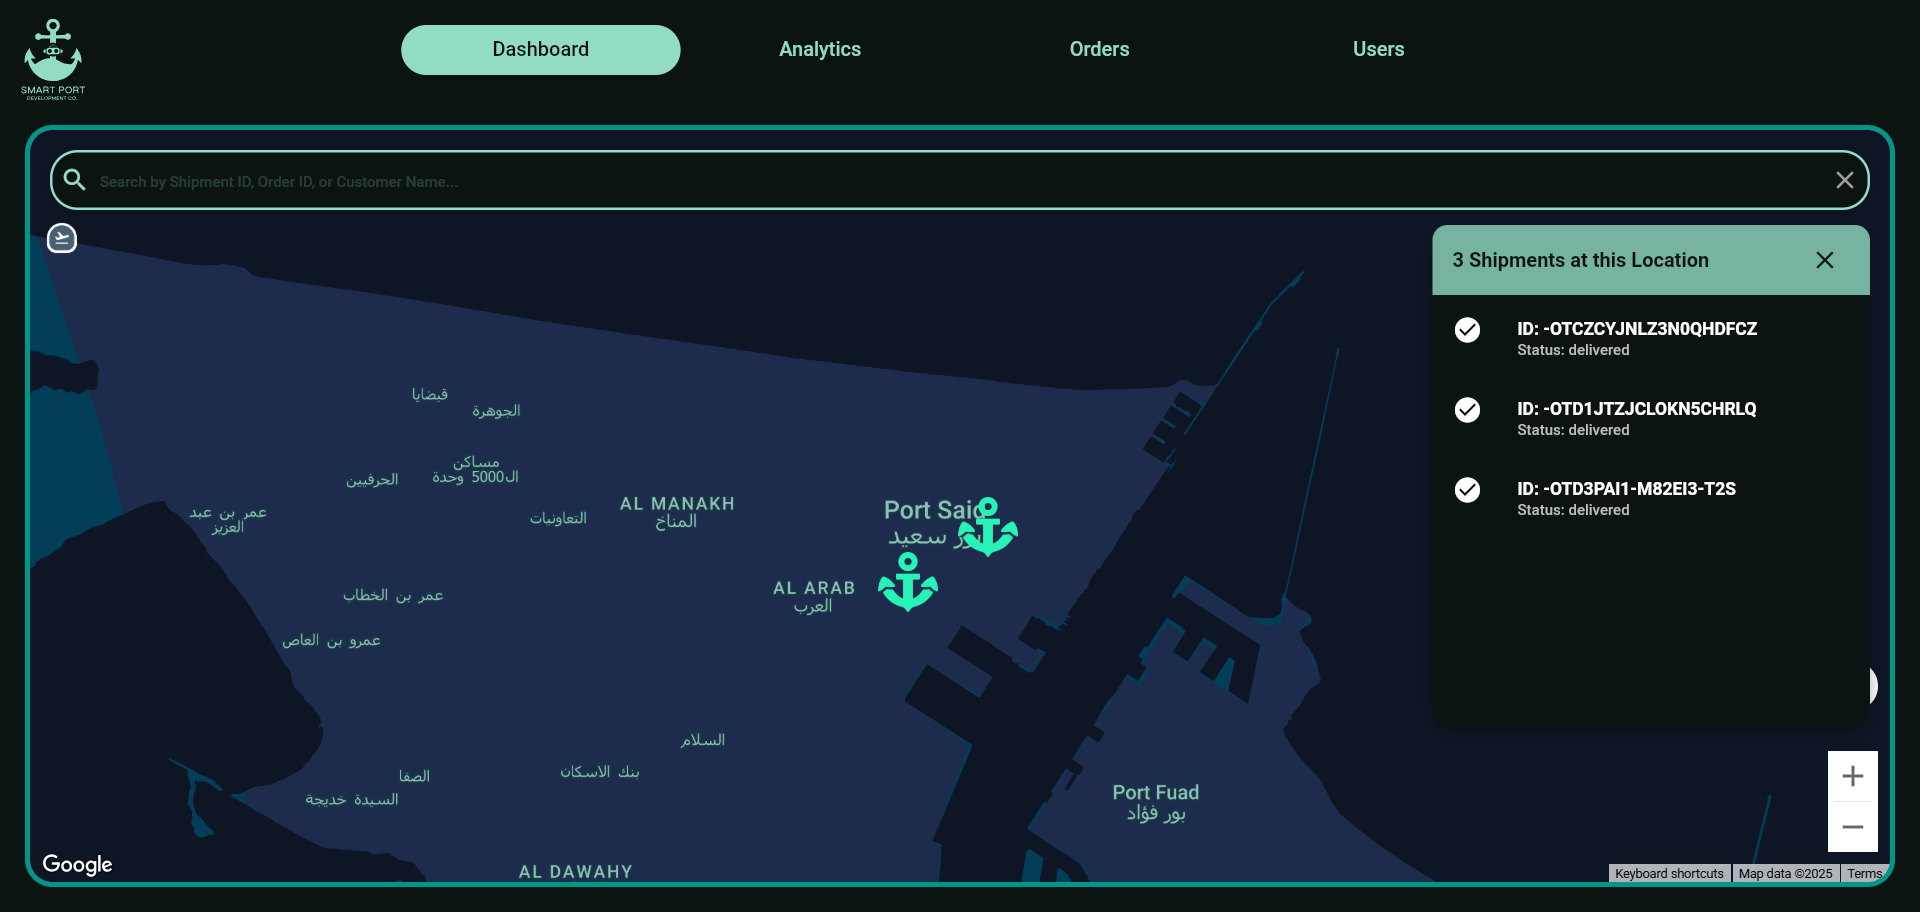 SMART PORT
DEVELOPMENT CO.
Dashboard
Analytics
Orders
Users
Search by Shipment ID, Order ID, or Customer Name...
3 Shipments at this Location
ID: -OTCZCYJNLZ3N0QHDFCZ
Status: delivered
ID: -OTD1JTZJCLOKN5CHRLQ
Status: delivered
ID: -OTD3PAI1-M82EI3-T2S
Status: delivered
قبضايا
الجوهرة
مساكن
ال5000 وحدة
الحرفيين
عمر بن عبد
العزيز
التعاونيات
AL MANAKH
المناخ
Port Said
بور سعيد
AL ARAB
العرب
عمر بن الخطاب
عمرو بن العاص
السلام
بنك الاسكان
الصفا
السيدة خديجة
Port Fuad
بور فؤاد
AL DAWAHY
Google
Keyboard shortcuts
Map data ©2025
Terms